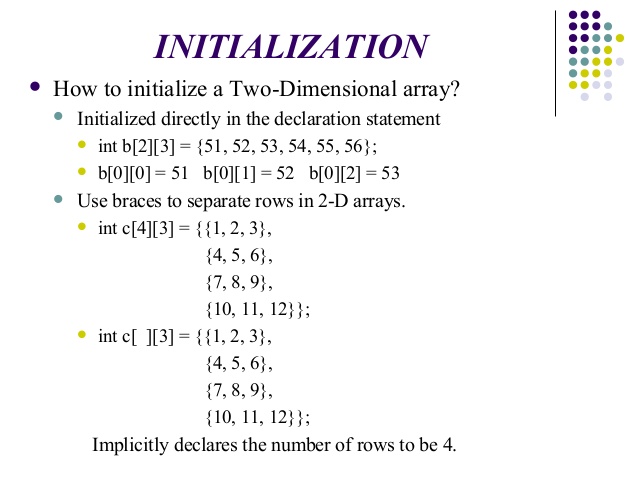 INITIALIZATION
How to initialize a Two-Dimensional array?
Initialized directly in the declaration statement
int b[2][3] = {51, 52, 53, 54, 55, 56};
b[0][0] = 51 b[0][1] = 52 b[0][2] = 53
Use braces to separate rows in 2-D arrays.
int c[4][3] = {{1, 2, 3},
{4, 5, 6},
{7, 8, 9},
{10, 11, 12}};
int c[ ][3] = {{1, 2, 3},
{4, 5, 6},
{7, 8, 9},
{10, 11, 12}};
Implicitly declares the number of rows to be 4.